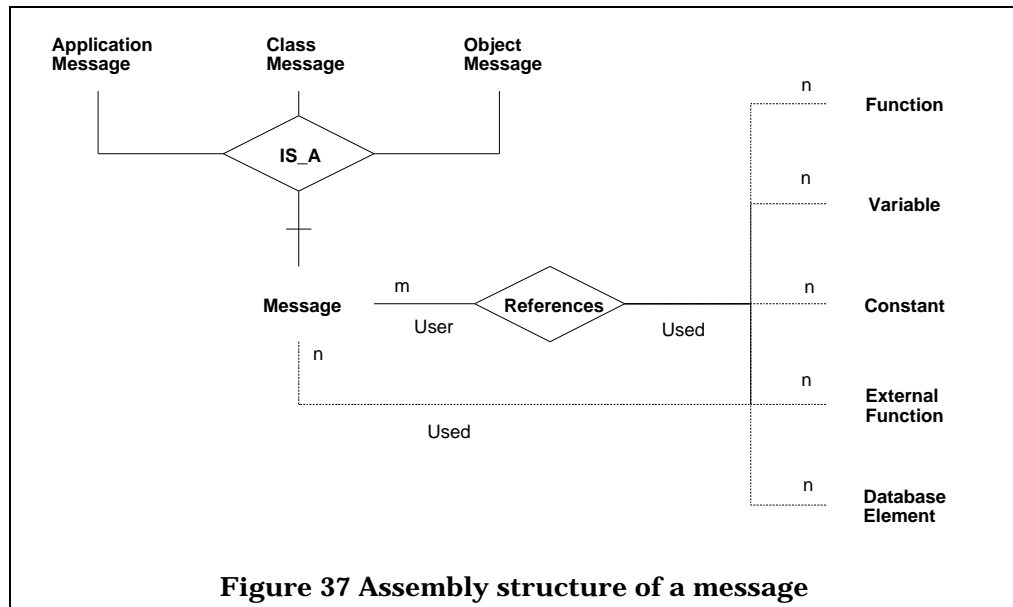 Application
Message
Class
Message
Object
Message
n
Function
IS_A
n
Variable
Message
m
User
References
Used
n
Constant
n
Used
n
External
Function
n
Database
Element
Figure 37 Assembly structure of a message